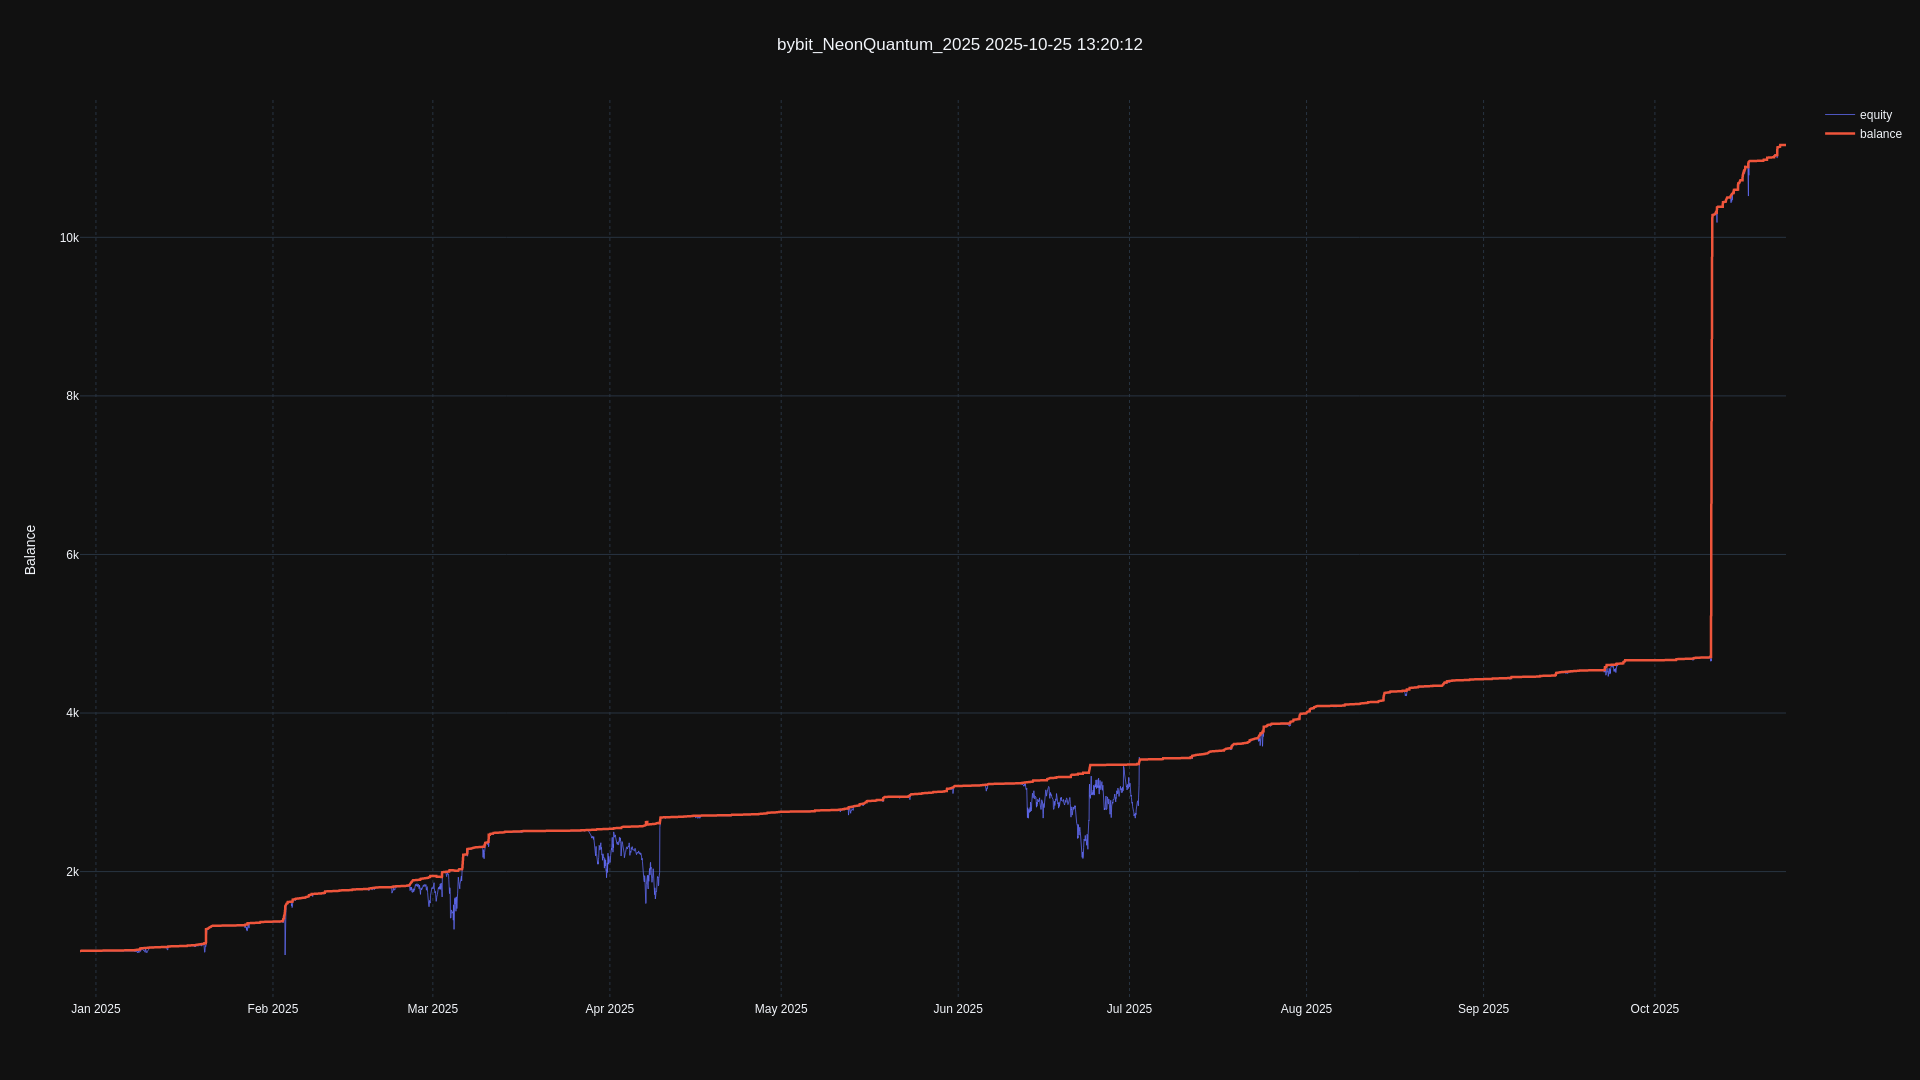 bybit_NeonQuantum_2025 2025-10-25 13:20:12
equity
balance
Balance
10k
8k
6k
4k
2k
Jan 2025
Feb 2025
Mar 2025
Apr 2025
May 2025
Jun 2025
Jul 2025
Aug 2025
Sep 2025
Oct 2025